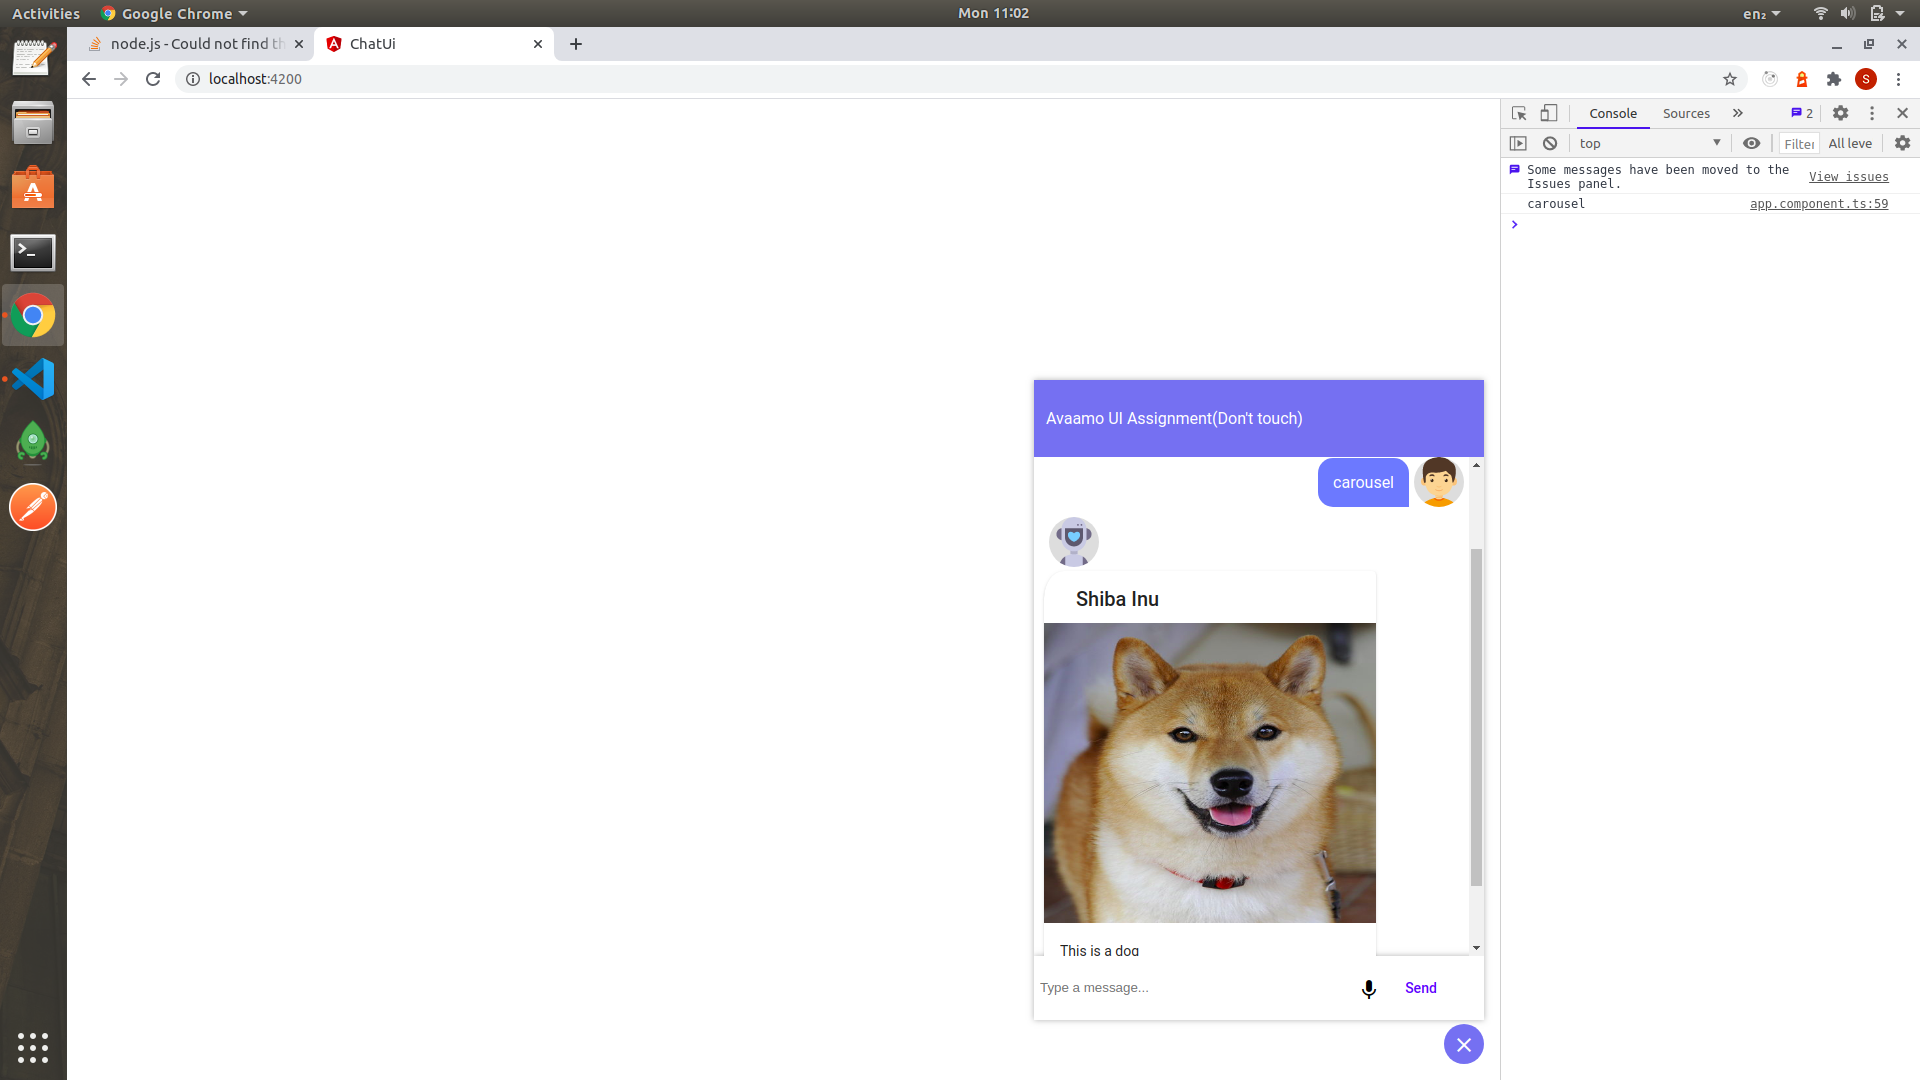 Activities
Google Chrome
Mon 11:02
en₂
node.js - Could not find th
ChatUi
localhost:4200
S
Console
Sources
2
top
Filter
All leve
Some messages have been moved to the
Issues panel.
View issues
carousel
app.component.ts:59
Avaamo UI Assignment(Don't touch)
carousel
Shiba Inu
This is a dog
Type a message...
Send